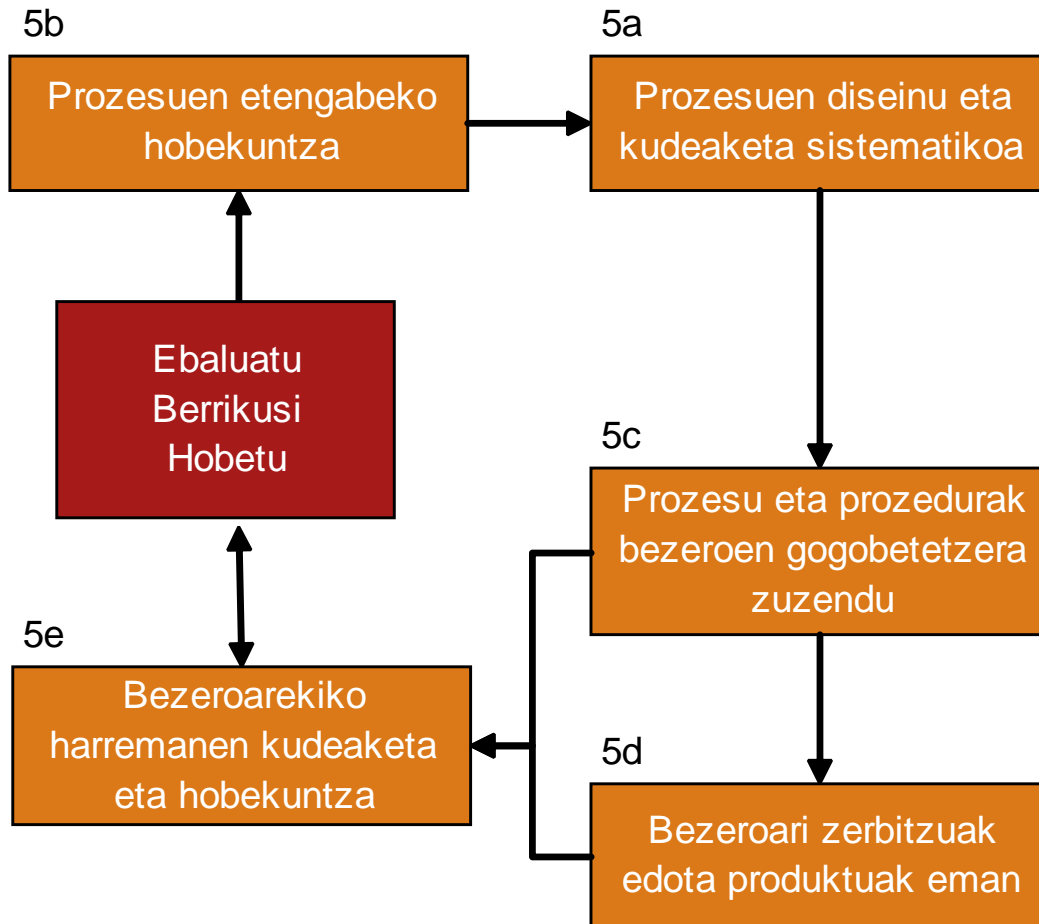 5b
Prozesuen etengabeko
hobekuntza
5a
Prozesuen diseinu eta
kudeaketa sistematikoa
Ebaluatu
Berrikusi
Hobetu
5c
Prozesu eta prozedurak
bezeroen gogobetetzera
zuzendu
5e
Bezeroarekiko
harremanen kudeaketa
eta hobekuntza
5d
Bezeroari zerbitzuak
edota produktuak eman